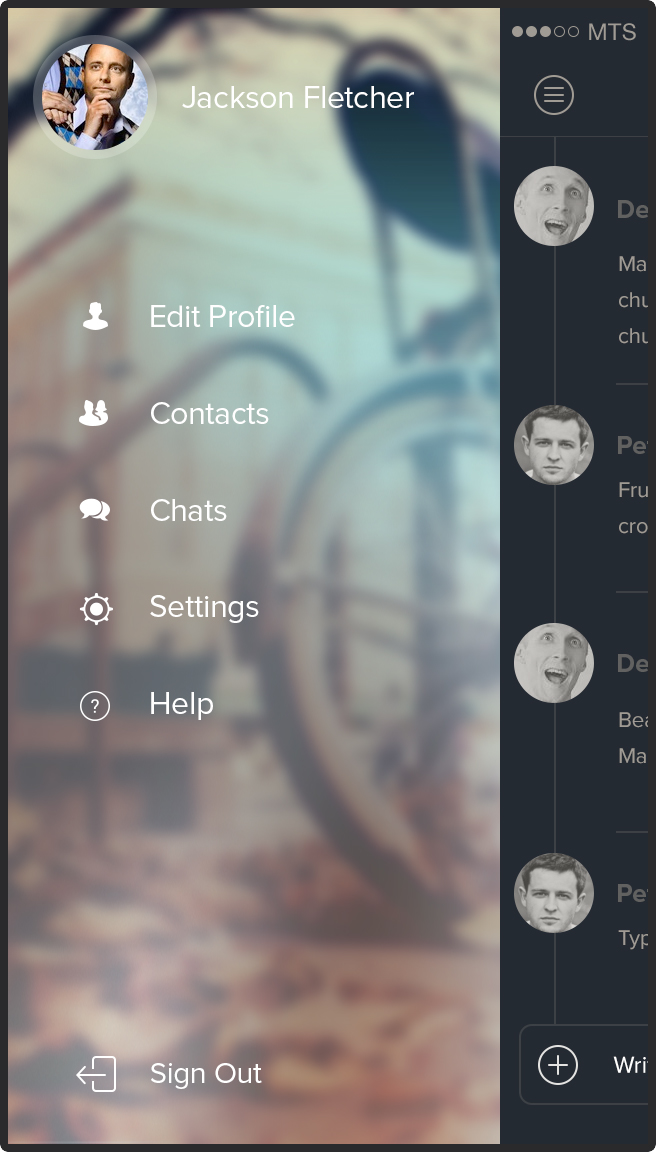 Jackson Fletcher
Edit Profile
Contacts
Chats
Settings
? Help
Sign Out
MTS
De
Ma
chu
chu
Pe
Fru
cro
De
Bea
Ma
Pe
Typ
Wri